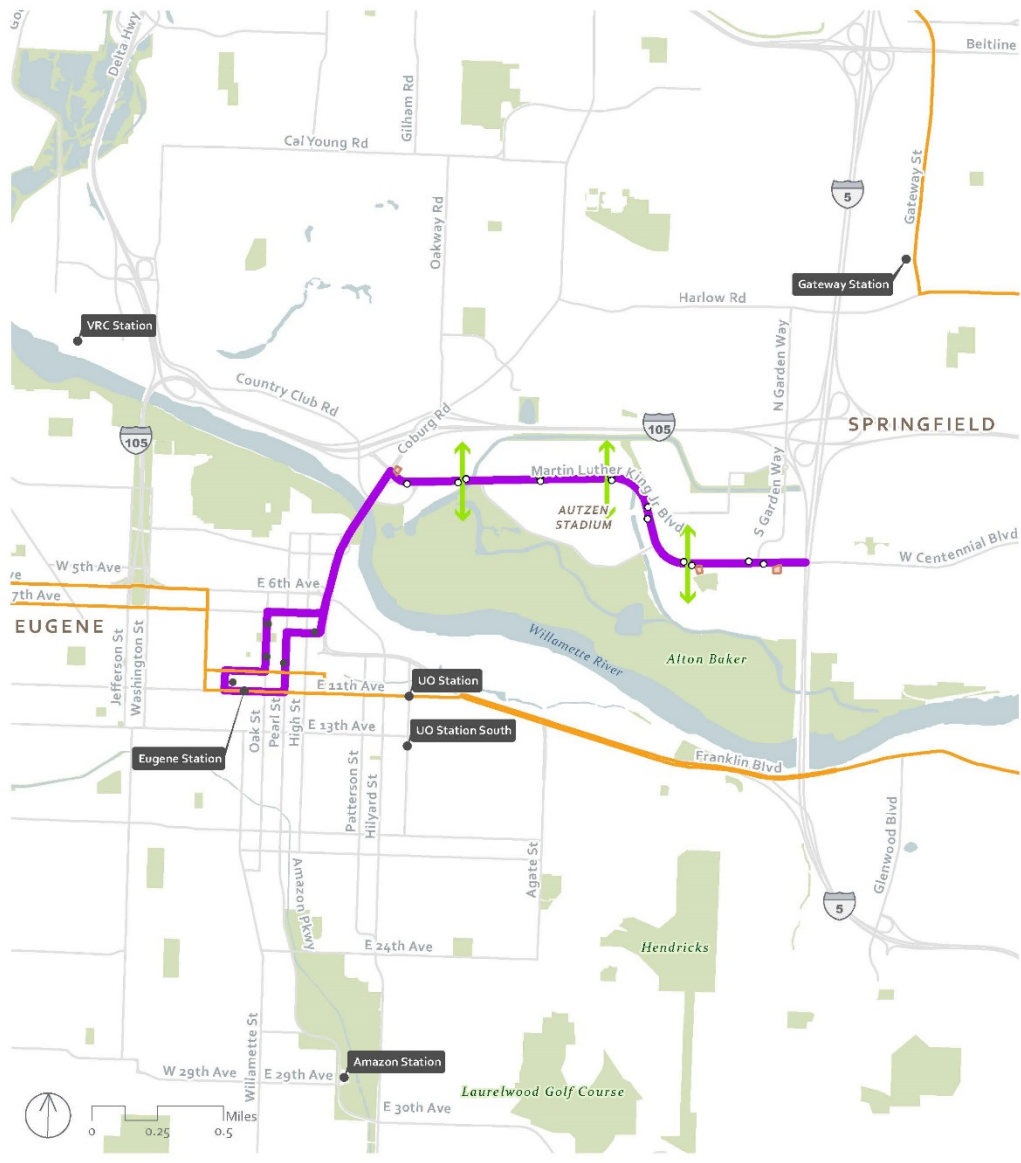 Go
Delta Hwy
Beltline
Gilham Rd
Cal Young Rd
Gateway St
5
Oakway Rd
Gateway Station
Harlow Rd
VRC Station
N Garden Way
Country Club Rd
Coburg Rd
105
105
SPRINGFIELD
Martin Luther King Jr Blvd
S Garden Way
AUTZEN
STADIUM
W Centennial Blvd
W 5th Ave
ve
E 6th Ave
7th Ave
EUGENE
Jefferson St
Washington St
Willamette River
Alton Baker
E 11th Ave
UO Station
Oak St
Pearl St
High St
E 13th Ave
UO Station South
Eugene Station
Franklin Blvd
Patterson St
Hilyard St
Glenwood Blvd
Agate St
Amazon Pkwy
5
E 24th Ave
Hendricks
Willamette St
Amazon Station
W 29th Ave
E 29th Ave
Laurelwood Golf Course
E 30th Ave
Miles
0
0.25
0.5